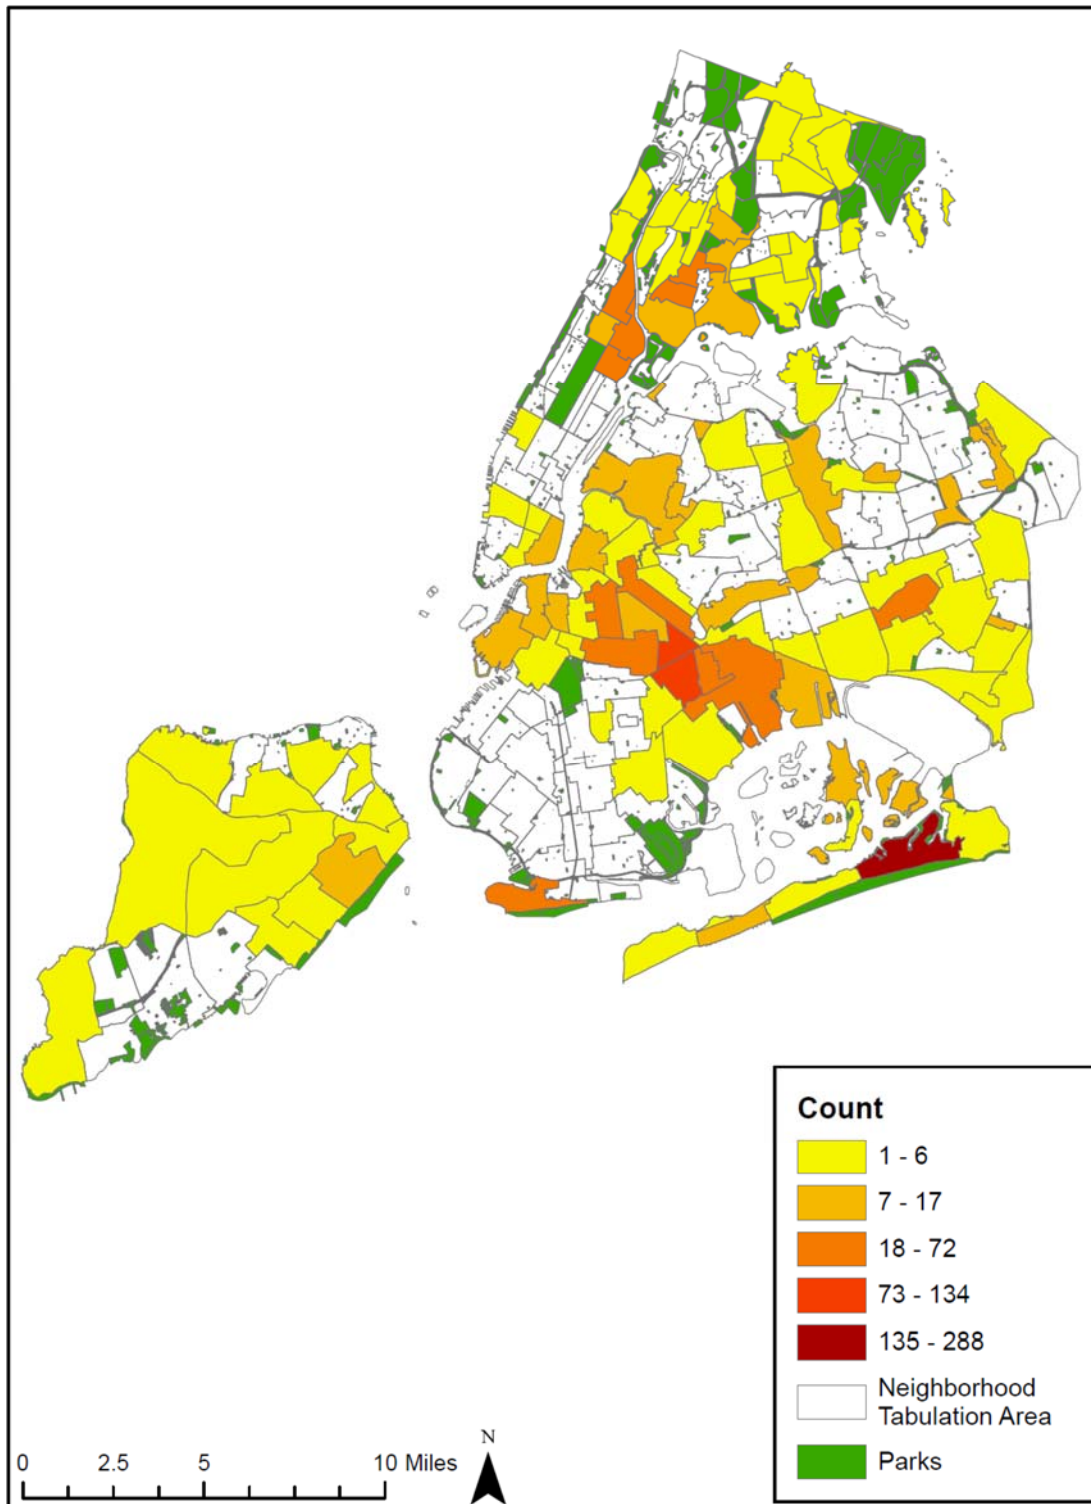 Count
1 - 6
7 - 17
18 - 72
73 - 134
135 - 288
Neighborhood
Tabulation Area
Parks
0 2.5 5 10 Miles
N